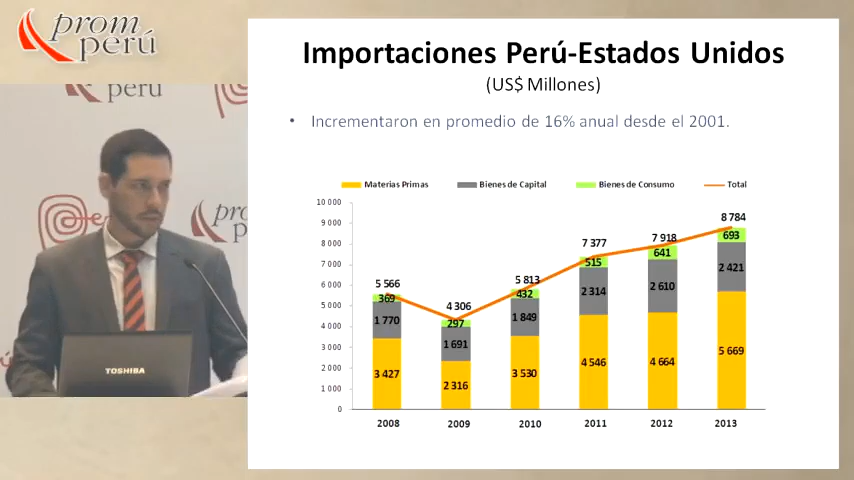 prom
perú
perú
pro
p
TOSHIBA
Importaciones Perú-Estados Unidos
(US$ Millones)
• Incrementaron en promedio de 16% anual desde el 2001.
Materias Primas Bienes de Capital Bienes de Consumo Total
10 000
9 000
8 000
7 000
6 000
5 000
4 000
3 000
2 000
1 000
0
5 566 4 306 5 813 7 377 7 918 8 784
369 297 432 515 641 693
1 770 1 691 1 849 2 314 2 610 2 421
3 427 2 316 3 530 4 546 4 664 5 669
2008 2009 2010 2011 2012 2013